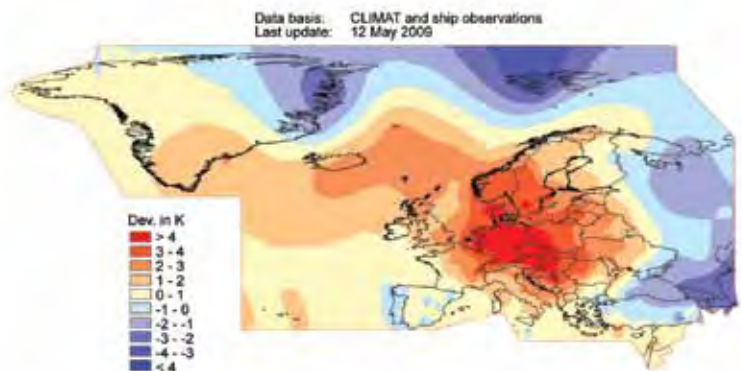 Data basis: CLIMAT and ship observations
Last update: 12 May 2009
Dev. in K
> 4
3 - 4
2 - 3
1 - 2
0 - 1
-1 - 0
-2 - -1
-3 - -2
-4 - -3
< 4